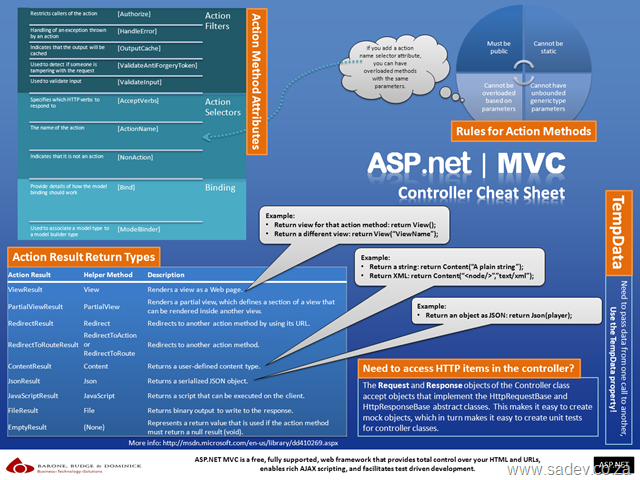 Restricts callers of the action [Authorize]
Handling of an exception thrown by an action [HandleError]
Indicates that the output will be cached [OutputCache]
Used to detect if someone is tampering with the request [ValidateAntiForgeryToken]
Used to validate input [ValidateInput]
Action Filters
Specifies which HTTP verbs to respond to [AcceptVerbs]
The name of the action [ActionName]
Indicates that it is not an action [NonAction]
Action Selectors
Provide details of how the model binding should work [Bind]
Used to associate a model type to a model builder type [ModelBinder]
Binding
Action Method Attributes
If you add a action
name selector attribute,
you can have
overloaded methods
with the same
parameters.
Must be public
Cannot be static
Cannot be overloaded based on parameters
Cannot have unbounded generic type parameters
Rules for Action Methods
ASP.net | MVC
Controller Cheat Sheet
Example:
• Return view for that action method: return View();
• Return a different view: return View("ViewName");
Example:
• Return a string: return Content("A plain string");
• Return XML: return Content("<node/>","text/xml");
Example:
• Return an object as JSON: return Json(player);
Action Result Return Types
Action Result Helper Method Description
ViewResult View Renders a view as a Web page.
PartialViewResult PartialView Renders a partial view, which defines a section of a view that can be rendered inside another view.
RedirectResult Redirect Redirects to another action method by using its URL.
RedirectToRouteResult RedirectToAction or RedirectToRoute Redirects to another action method.
ContentResult Content Returns a user-defined content type.
JsonResult Json Returns a serialized JSON object.
JavaScriptResult JavaScript Returns a script that can be executed on the client.
FileResult File Returns binary output to write to the response.
EmptyResult (None) Represents a return value that is used if the action method must return a null result (void).
More info: http://msdn.microsoft.com/en-us/library/dd410269.aspx
Need to access HTTP items in the controller?
The Request and Response objects of the Controller class
accept objects that implement the HttpRequestBase and
HttpResponseBase abstract classes. This makes it easy to create
mock objects, which in turn makes it easy to create unit tests
for controller classes.
TempData
Need to pass data from one call to another,
Use the TempData property!
BARONE, BUDGE & DOMINICK
Business-Technology-Solutions
ASP.NET MVC is a free, fully supported, web framework that provides total control over your HTML and URLs,
enables rich AJAX scripting, and facilitates test driven development.
ASP.NET
www.sadev.co.za